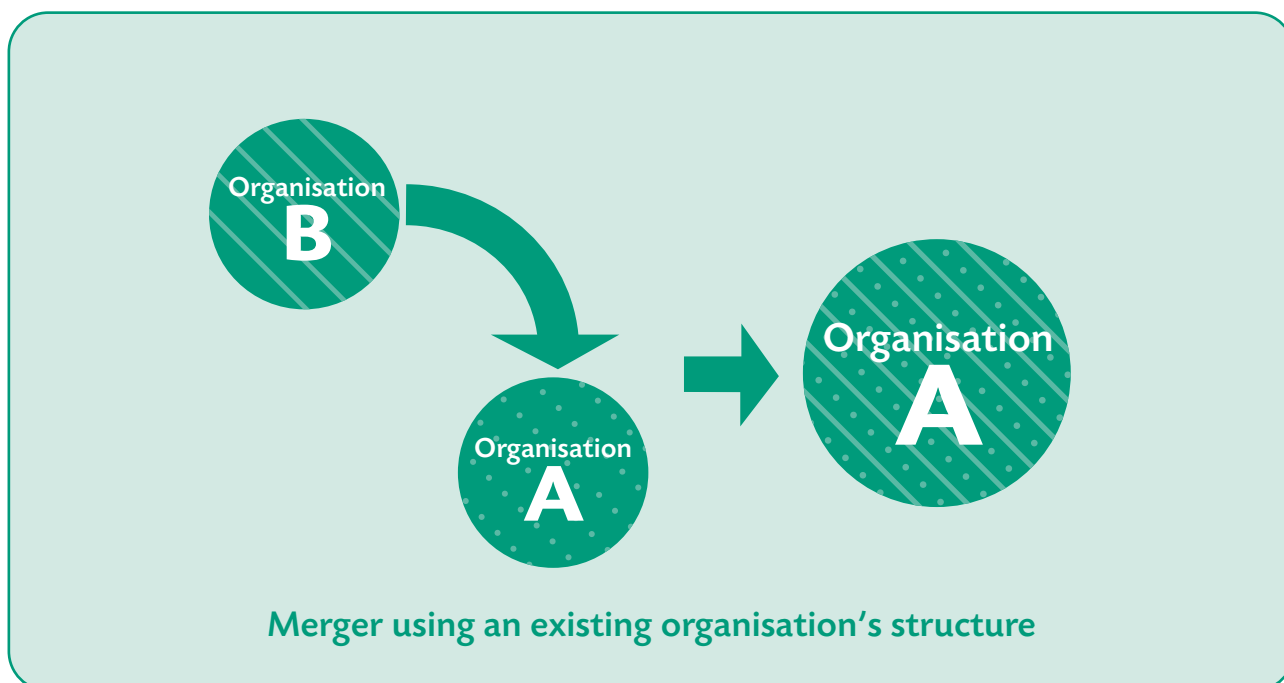 Organisation
B
Organisation
A
Organisation
A
Merger using an existing organisation’s structure